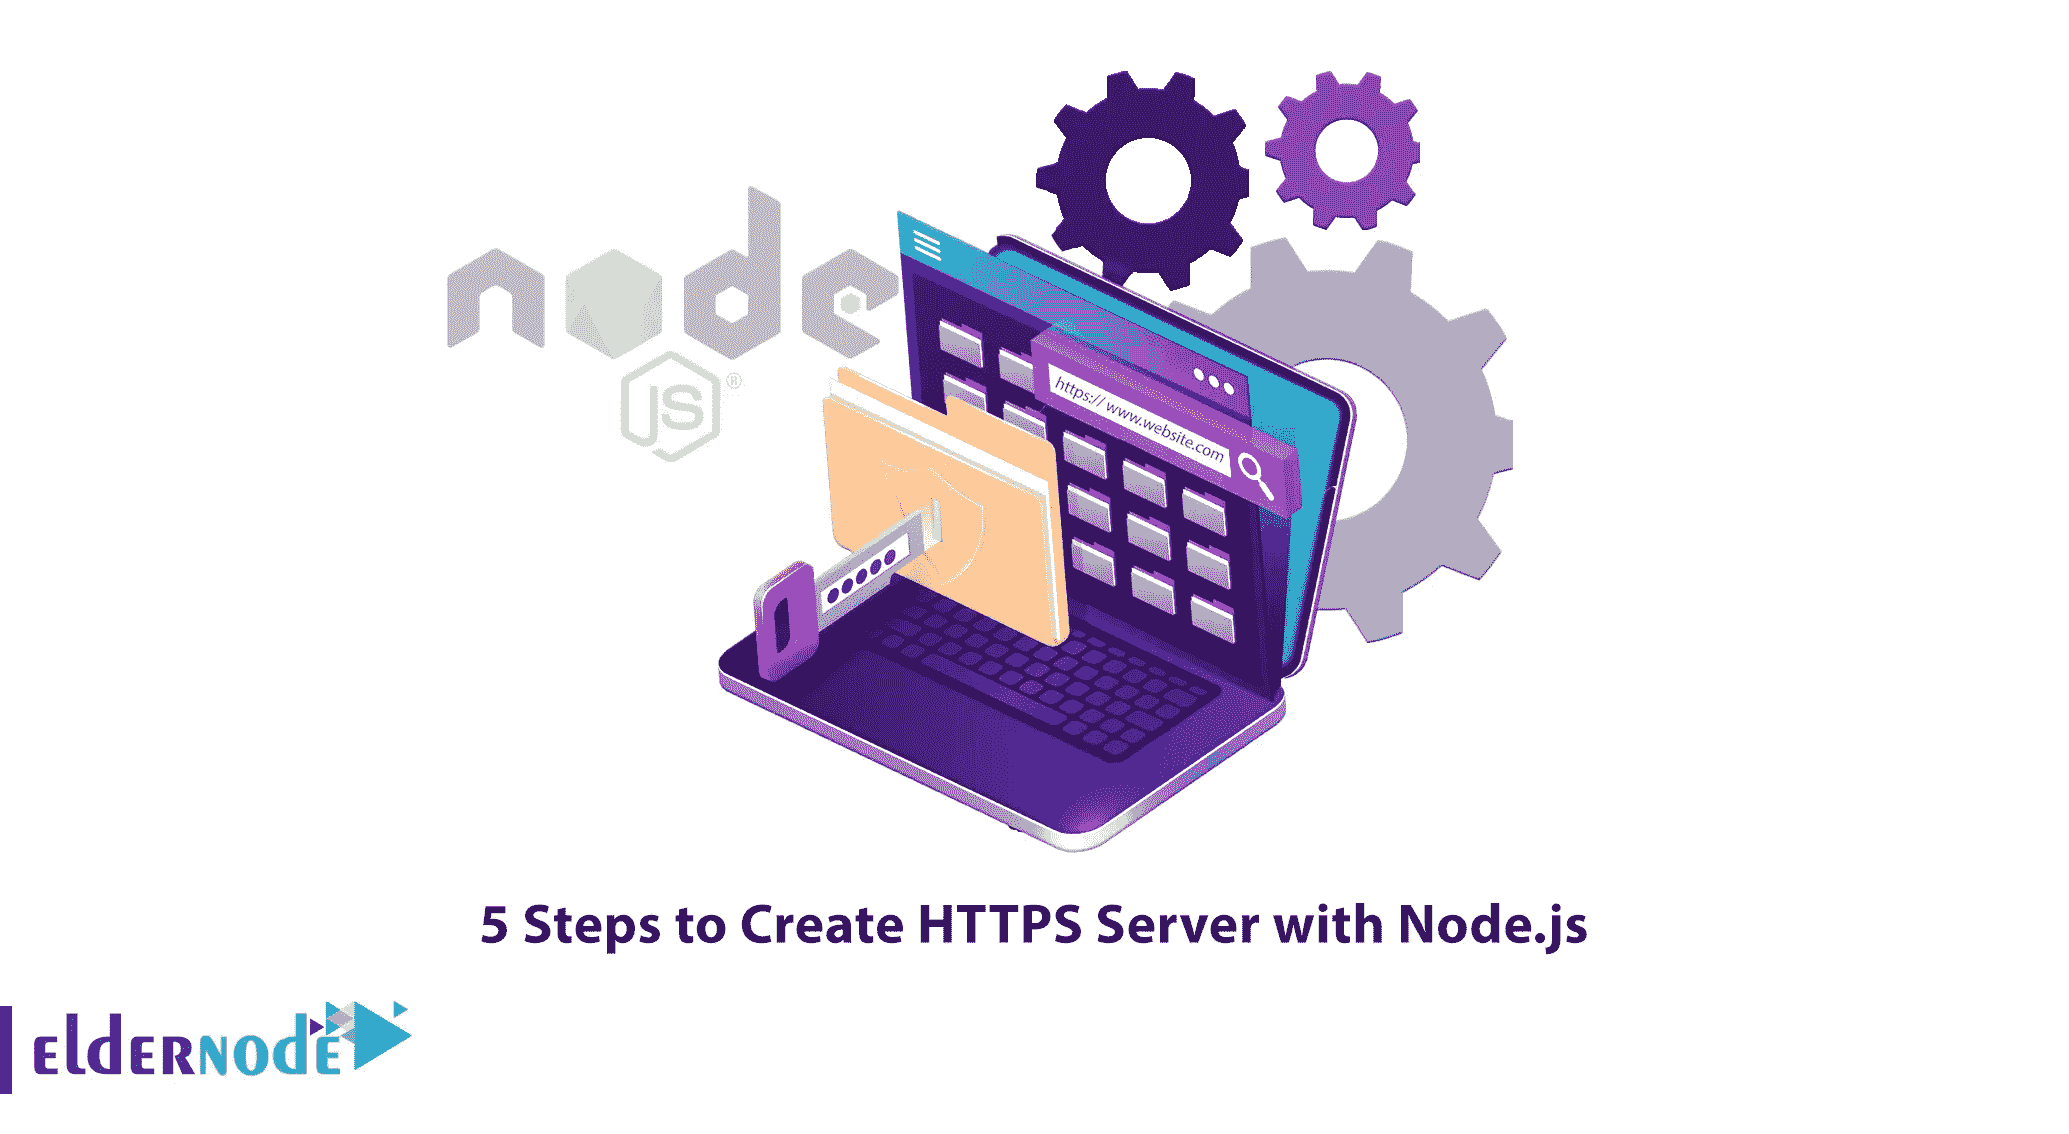 node
JS®
https:// www.website.com
5 Steps to Create HTTPS Server with Node.js
ELDERNODE